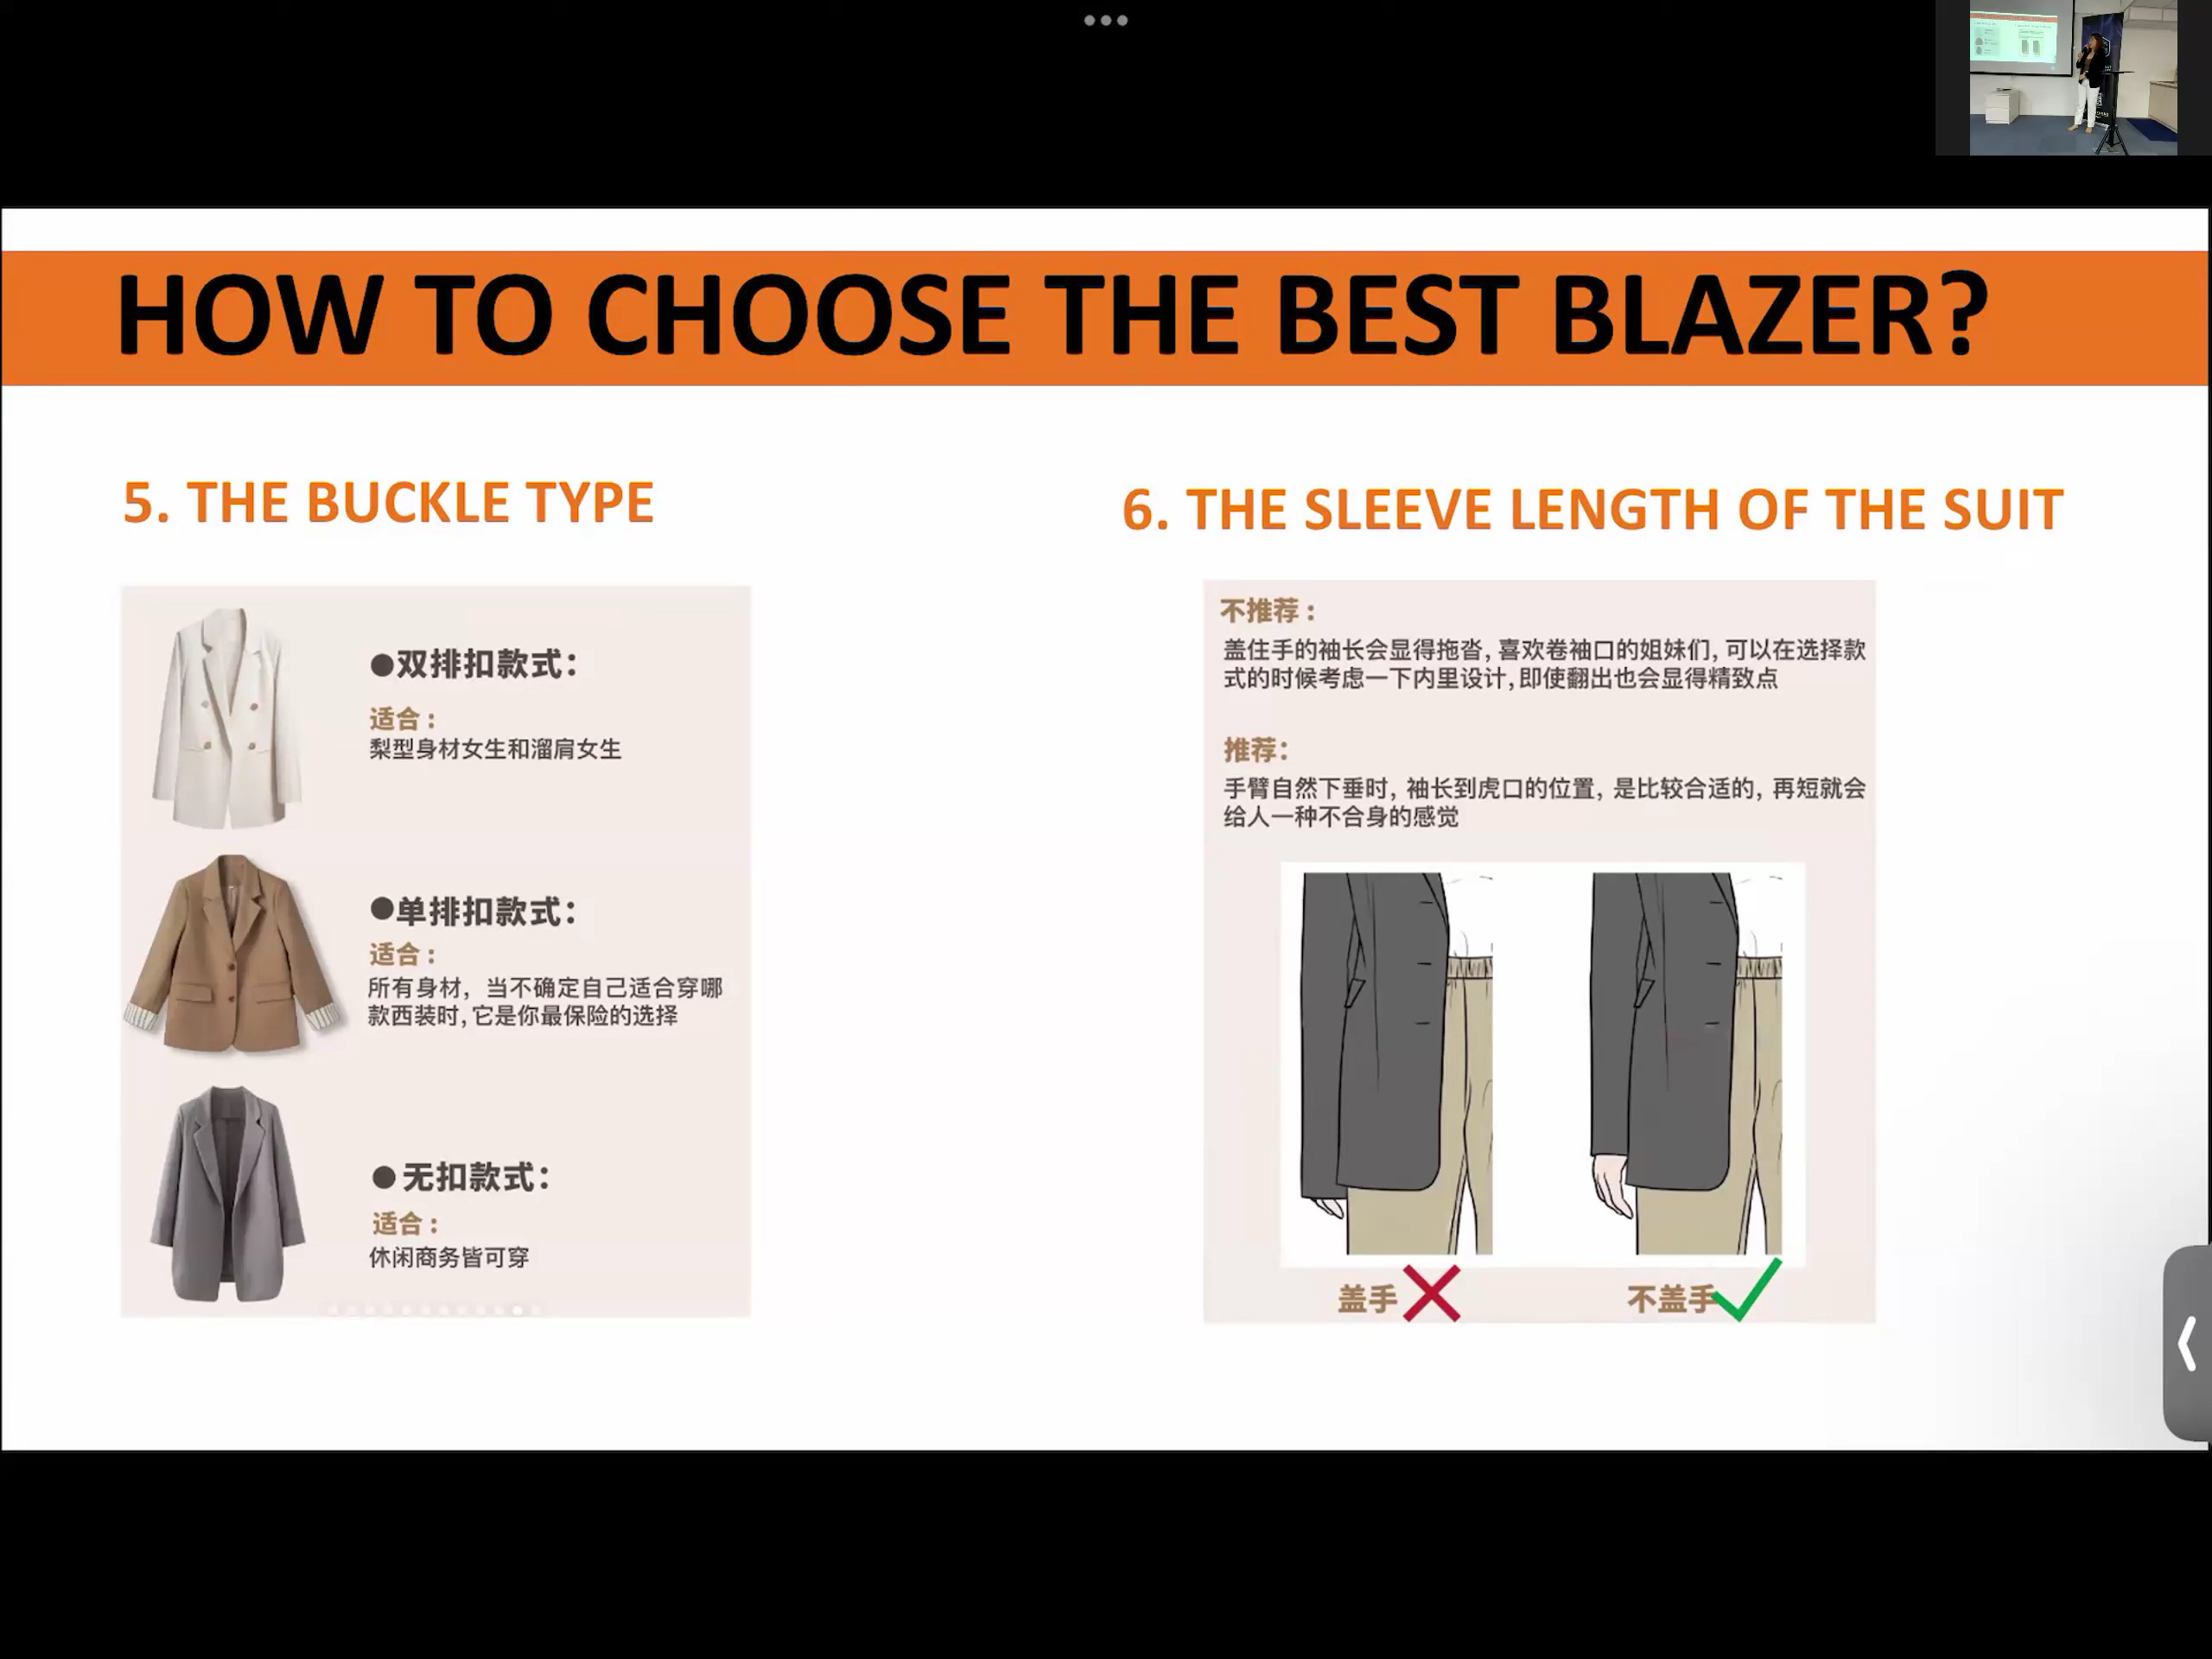 HOW TO CHOOSE THE BEST BLAZER?
5. THE BUCKLE TYPE
●双排扣款式：
适合：
梨型身材女生和溜肩女生
●单排扣款式：
适合：
所有身材，当不确定自己适合穿哪
款西装时，它是你最保险的选择
●无扣款式：
适合：
休闲商务皆可穿
6. THE SLEEVE LENGTH OF THE SUIT
不推荐：
盖住手的袖长会显得拖沓，喜欢卷袖口的姐妹们，可以在选择款
式的时候考虑一下内里设计，即使翻出也会显得精致点
推荐：
手臂自然下垂时，袖长到虎口的位置，是比较合适的，再短就会
给人一种不合身的感觉
盖手
不盖手